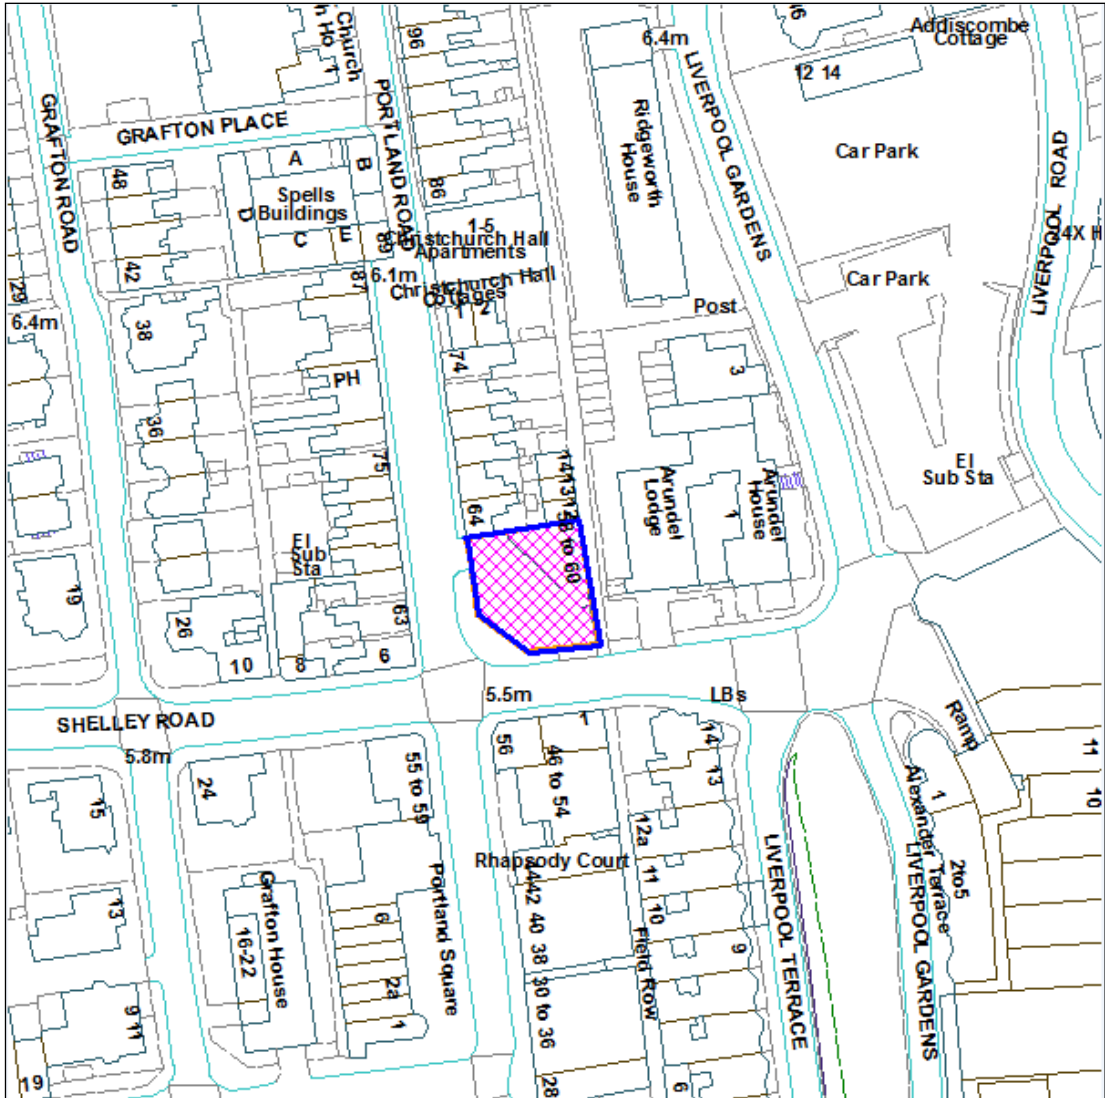 96
6.4m
Addiscombe
Cottage
12 14
Church
1
PORTLAND ROAD
LIVERPOOL GARDENS
GRAFTON ROAD
GRAFTON PLACE
Ridgeworth
House
Car Park
LIVERPOOL ROAD
48
A
B
Spells
Buildings
D
C
E
86
1-5
Christchurch Hall
Apartments
89
42
87
6.1m
Christchurch Hall
Cottages
1
2
Car Park
29
6.4m
38
Post
74
3
PH
36
75
64
14
13
12
58 to 60
Arundel
Lodge
1
Arundel
House
El
Sub Sta
El
Sub
Sta
19
26
63
10
8
6
5.5m
LBs
SHELLEY ROAD
5.8m
56
1
46 to 54
14
13
Ramp
11
10
15
24
55 to 59
Rhapsody Court
12a
11
10
9
1
Alexander Terrace
2to5
LIVERPOOL GARDENS
LIVERPOOL TERRACE
13
Grafton House
16-22
6
2a
1
Portland Square
4442 40 38 30 to 36
Field Row
9 11
19
28
6